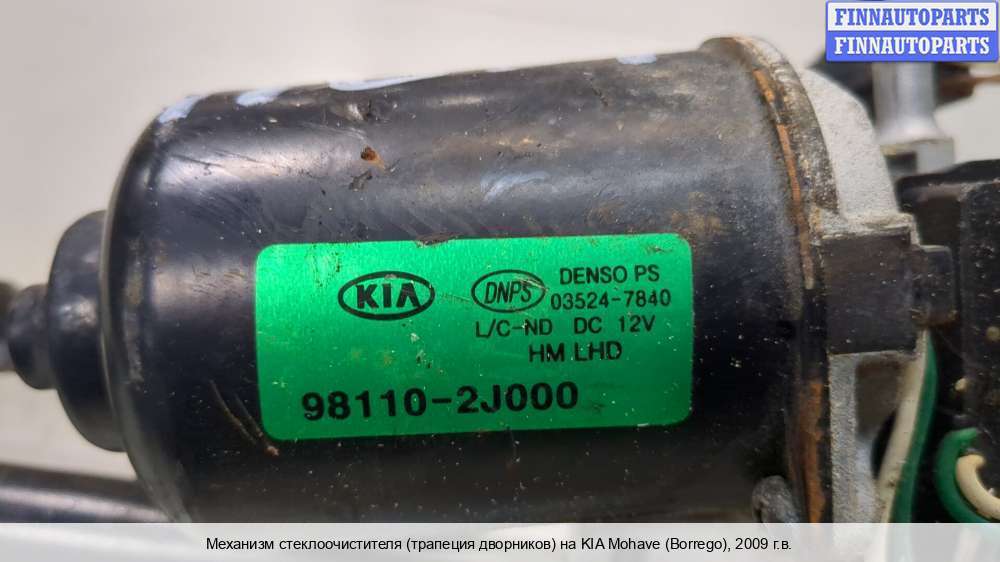 FINNAUTOPARTS
FINNAUTOPARTS
KIA
DNPS
DENSO PS
03524-7840
L/C-ND DC 12V
HM LHD
98110-2J000
Механизм стеклоочистителя (трапеция дворников) на KIA Mohave (Borrego), 2009 г.в.